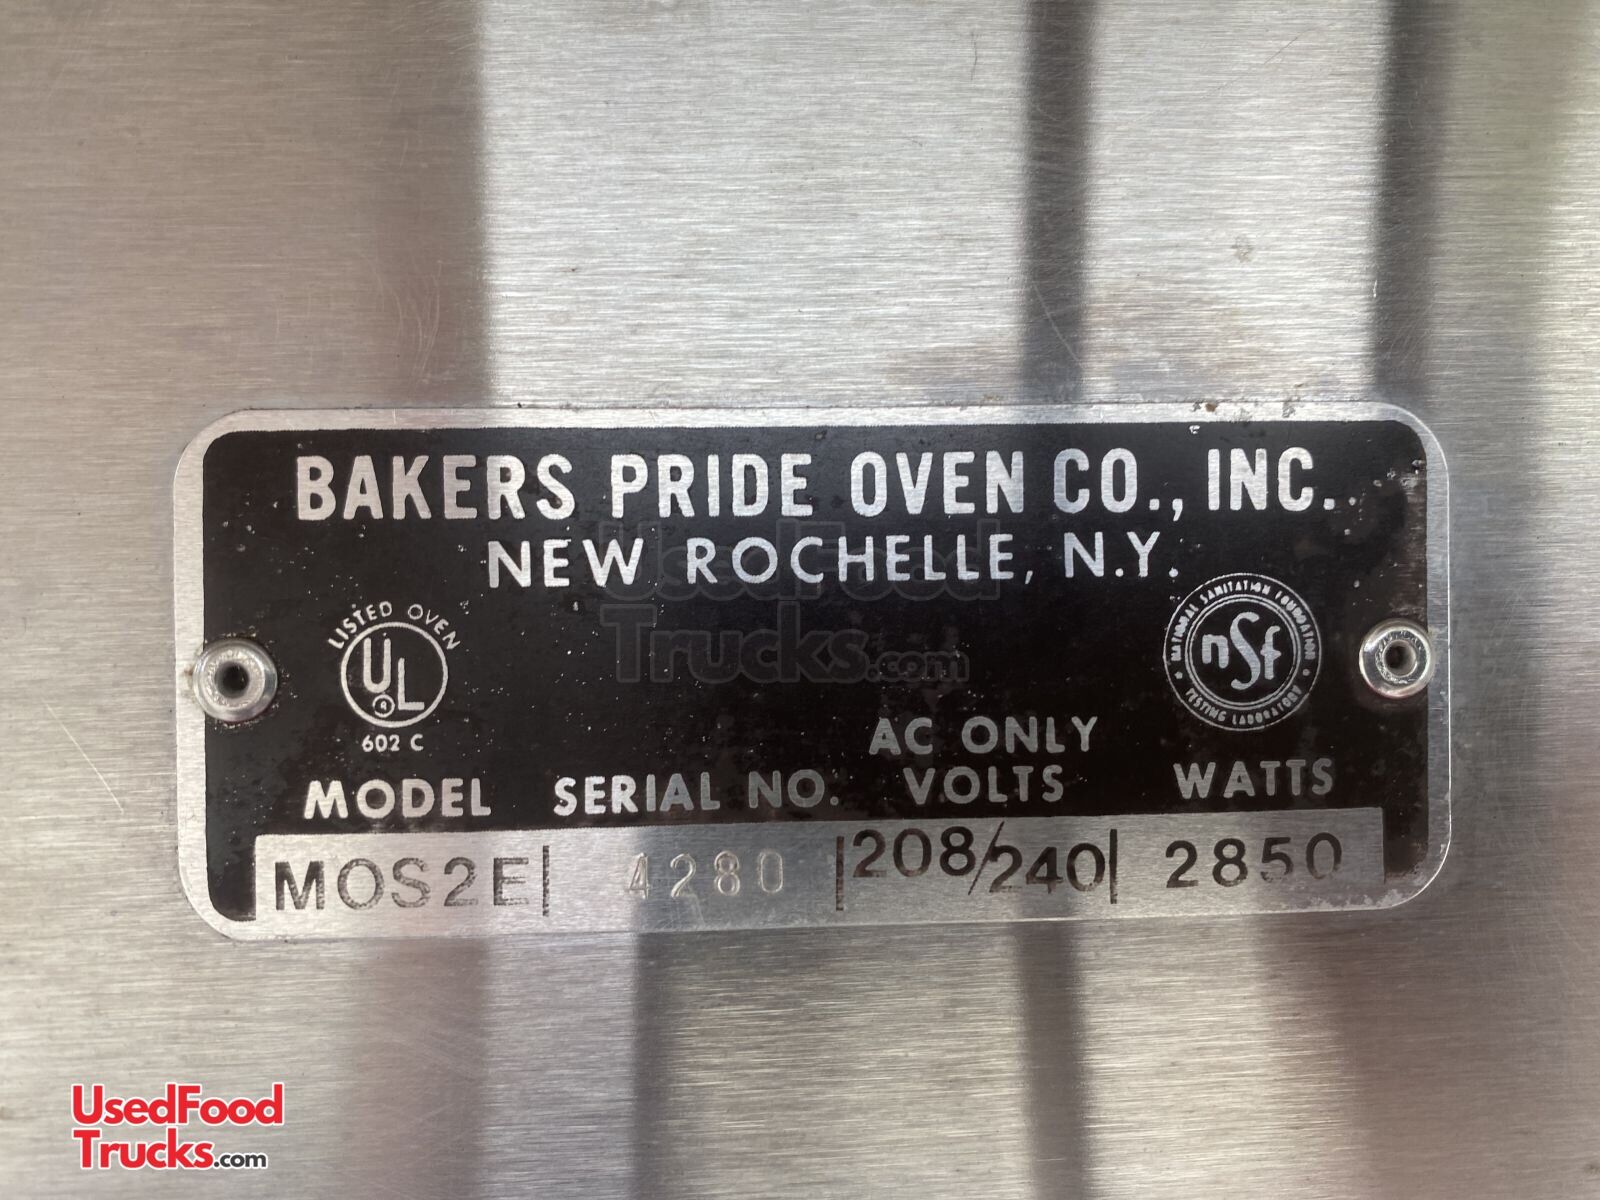 BAKERS PRIDE OVEN CO., INC.
NEW ROCHELLE, N.Y.
LISTED OVEN
UL
602 C
NATIONAL SANITATION FOUNDATION
nsf
TESTING LABORATORY
AC ONLY
MODEL SERIAL NO. VOLTS WATTS
MOS2E 4280 208/240 2850
UsedFood
Trucks.com
UsedFood
Trucks.com